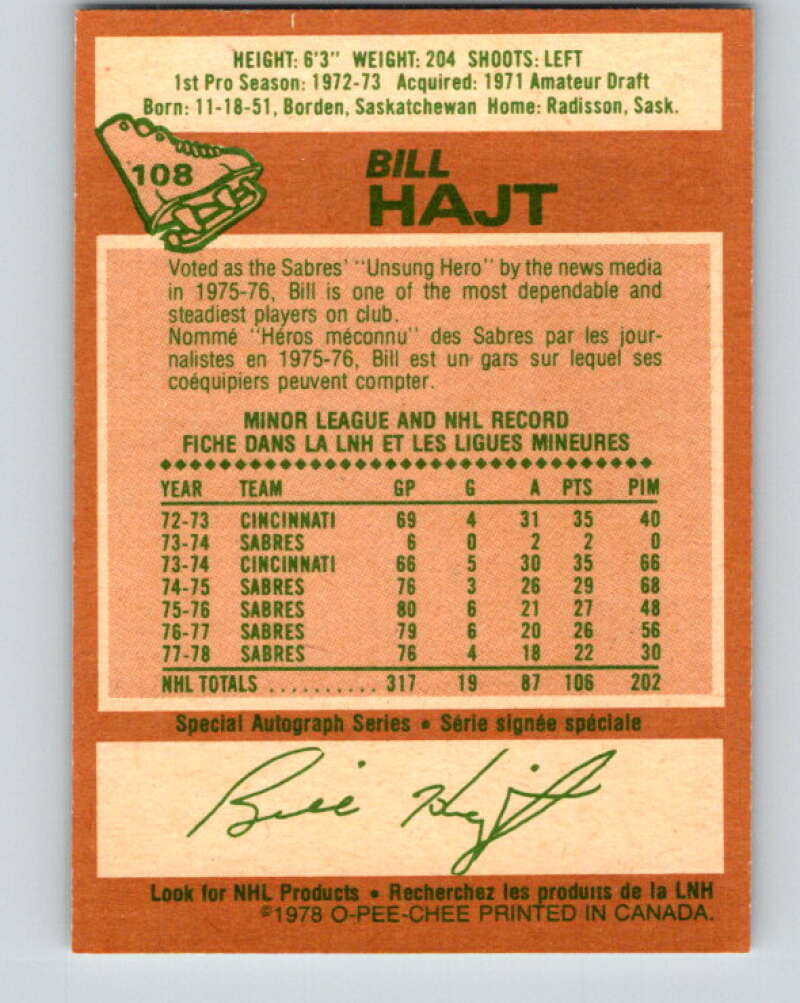 HEIGHT: 6'3" WEIGHT: 204 SHOOTS: LEFT
1st Pro Season: 1972-73 Acquired: 1971 Amateur Draft
Born: 11-18-51, Borden, Saskatchewan Home: Radisson, Sask.
108
BILL
HAJT
Voted as the Sabres' "Unsung Hero" by the news media
in 1975-76, Bill is one of the most dependable and
steadiest players on club.
Nommé "Héros méconnu" des Sabres par les jour-
nalistes en 1975-76, Bill est un gars sur lequel ses
coéquipiers peuvent compter.
MINOR LEAGUE AND NHL RECORD
FICHE DANS LA LNH ET LES LIGUES MINEURES
YEAR TEAM GP G A PTS PIM
72-73 CINCINNATI 69 4 31 35 40
73-74 SABRES 6 0 2 2 0
73-74 CINCINNATI 66 5 30 35 66
74-75 SABRES 76 3 26 29 68
75-76 SABRES 80 6 21 27 48
76-77 SABRES 79 6 20 26 56
77-78 SABRES 76 4 18 22 30
NHL TOTALS .......... 317 19 87 106 202
Special Autograph Series • Série signée spéciale
Bill Hajt
Look for NHL Products • Recherchez les produits de la LNH
©1978 O-PEE-CHEE PRINTED IN CANADA.